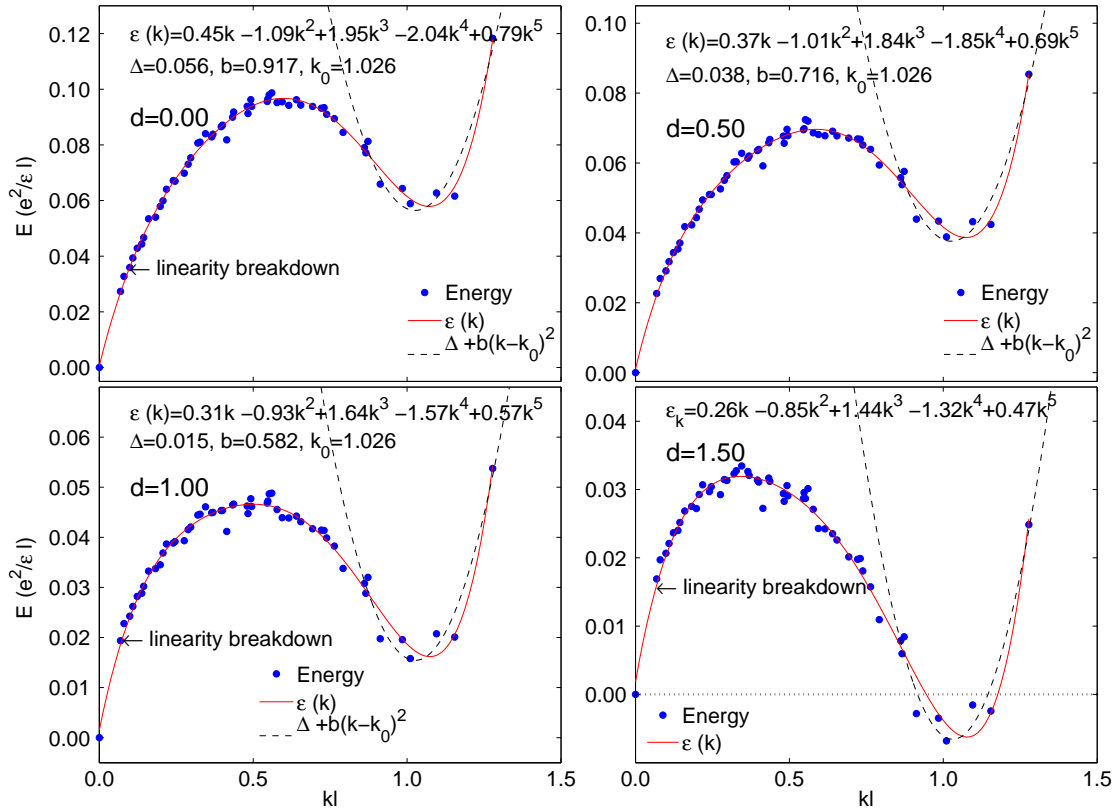 E (e²/ε l)
0.12
0.10
0.08
0.06
0.04
0.02
0.00
ε (k)=0.45k −1.09k²+1.95k³ −2.04k⁴+0.79k⁵
Δ=0.056, b=0.917, k₀=1.026
d=0.00
linearity breakdown
Energy
ε (k)
Δ +b(k−k₀)²
0.10
0.08
0.06
0.04
0.02
0.00
ε (k)=0.37k −1.01k²+1.84k³ −1.85k⁴+0.69k⁵
Δ=0.038, b=0.716, k₀=1.026
d=0.50
Energy
ε (k)
Δ +b(k−k₀)²
E (e²/ε l)
0.06
0.05
0.04
0.03
0.02
0.01
0.00
ε (k)=0.31k −0.93k²+1.64k³ −1.57k⁴+0.57k⁵
Δ=0.015, b=0.582, k₀=1.026
d=1.00
linearity breakdown
Energy
ε (k)
Δ +b(k−k₀)²
0.0
0.5
1.0
1.5
kl
0.04
0.03
0.02
0.01
0.00
εₖ=0.26k −0.85k²+1.44k³ −1.32k⁴+0.47k⁵
d=1.50
linearity breakdown
Energy
ε (k)
0.0
0.5
1.0
1.5
kl